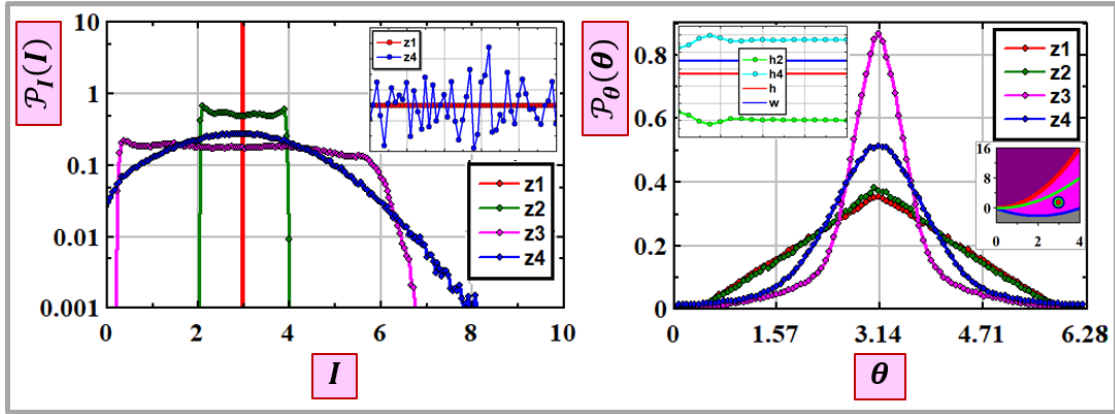 𝒫_I(I)
10
1
0.1
0.01
0.001
0 2 4 6 8 10
I
z1
z4
z1
z2
z3
z4
𝒫_θ(θ)
0.8
0.6
0.4
0.2
0
0 1.57 3.14 4.71 6.28
θ
h2
h4
h
w
z1
z2
z3
z4
16
8
0
0 2 4